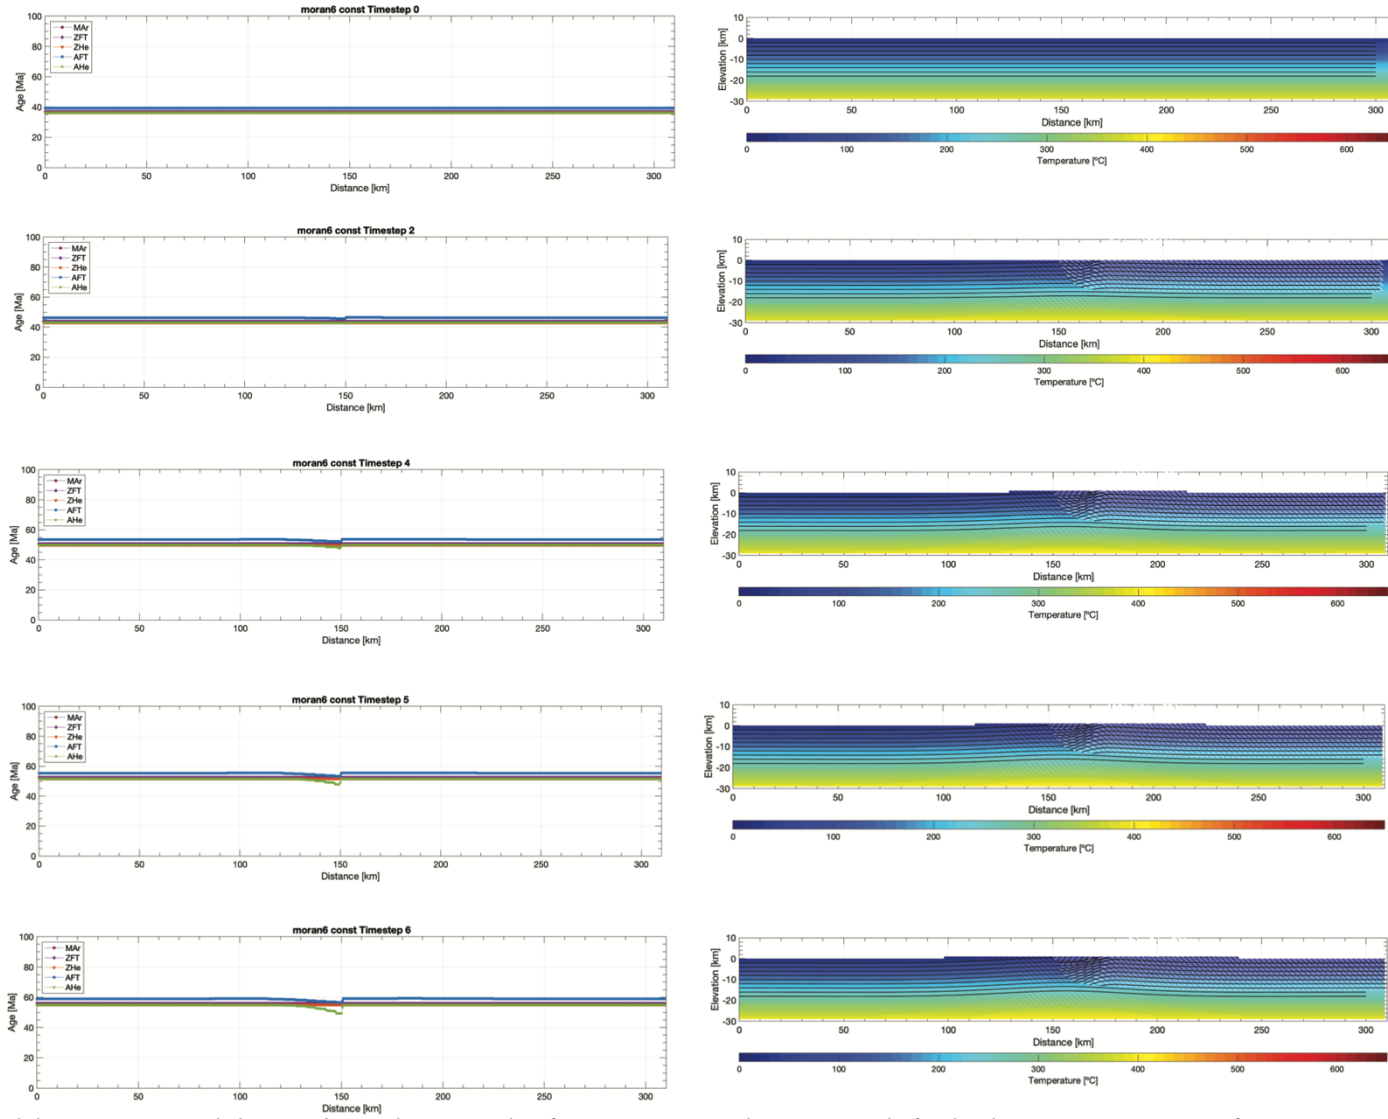 moran6 const Timestep 0
100
80
60
40
20
0
Age [Ma]
MAr
ZFT
ZHe
AFT
AHe
0 50 100 150 200 250 300
Distance [km]
10
0
-10
-20
-30
Elevation [km]
50 100 150 200 250 300
Distance [km]
0 100 200 300 400 500 600
Temperature [ºC]
moran6 const Timestep 2
100
80
60
40
20
0
Age [Ma]
MAr
ZFT
ZHe
AFT
AHe
0 50 100 150 200 250 300
Distance [km]
10
0
-10
-20
-30
Elevation [km]
0 50 100 150 200 250 300
Distance [km]
0 100 200 300 400 500 600
Temperature [ºC]
moran6 const Timestep 4
100
80
60
40
20
0
Age [Ma]
MAr
ZFT
ZHe
AFT
AHe
0 50 100 150 200 250 300
Distance [km]
10
0
-10
-20
-30
Elevation [km]
0 50 100 150 200 250 300
Distance [km]
0 100 200 300 400 500 600
Temperature [ºC]
moran6 const Timestep 5
100
80
60
40
20
0
Age [Ma]
MAr
ZFT
ZHe
AFT
AHe
0 50 100 150 200 250 300
Distance [km]
10
0
-10
-20
-30
Elevation [km]
0 50 100 150 200 250 300
Distance [km]
0 100 200 300 400 500 600
Temperature [ºC]
moran6 const Timestep 6
100
80
60
40
20
0
Age [Ma]
MAr
ZFT
ZHe
AFT
AHe
0 50 100 150 200 250 300
Distance [km]
10
0
-10
-20
-30
Elevation [km]
0 50 100 150 200 250 300
Distance [km]
0 100 200 300 400 500 600
Temperature [ºC]